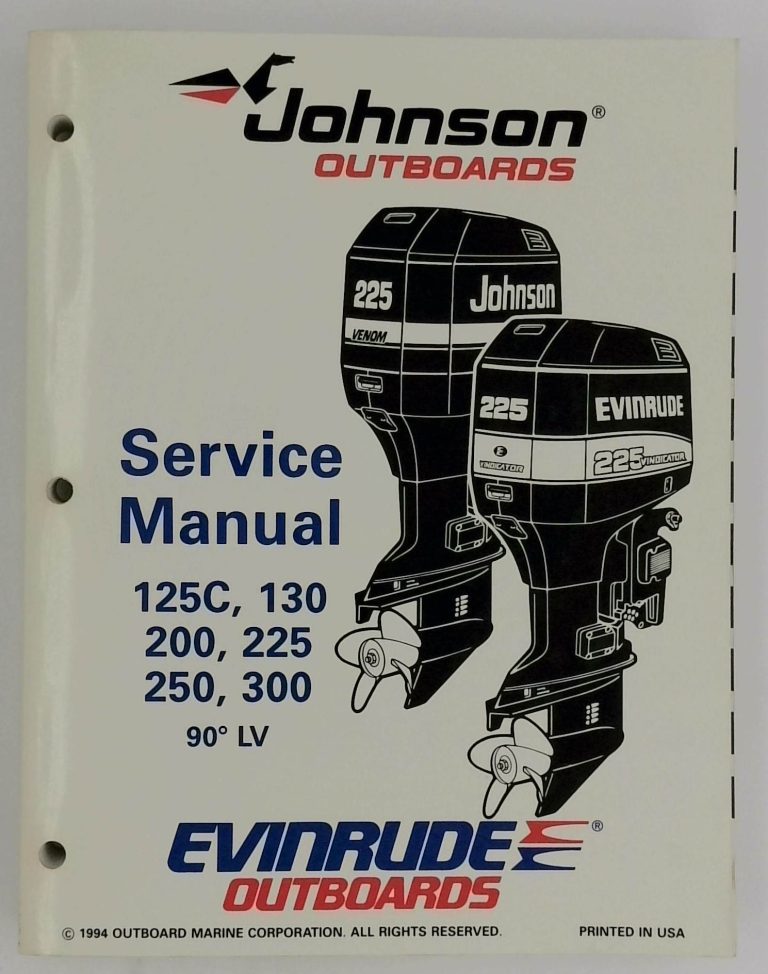 Johnson®
OUTBOARDS
225
Johnson
VENOM
225
EVINRUDE
E
VINDICATOR
225 VINDICATOR
Service
Manual
125C, 130
200, 225
250, 300
90° LV
EVINRUDE®
OUTBOARDS
© 1994 OUTBOARD MARINE CORPORATION. ALL RIGHTS RESERVED.
PRINTED IN USA